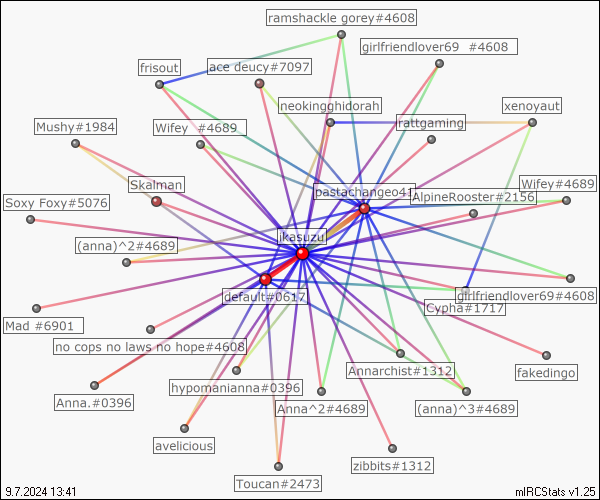 ramshackle gorey#4608
girlfriendlover69 #4608
frisout
ace deucy#7097
neokingghidorah
xenoyaut
Mushy#1984
Wifey #4689
rattgaming
Skalman
pastachangeo41
AlpineRooster#2156
Wifey#4689
Soxy Foxy#5076
ikasuzu
(anna)^2#4689
default#0617
girlfriendlover69#4608
Cypha#1717
Mad #6901
no cops no laws no hope#4608
Annarchist#1312
fakedingo
hypomanianna#0396
Anna.#0396
Anna^2#4689
(anna)^3#4689
avelicious
zibbits#1312
Toucan#2473
9.7.2024 13:41
mIRCStats v1.25